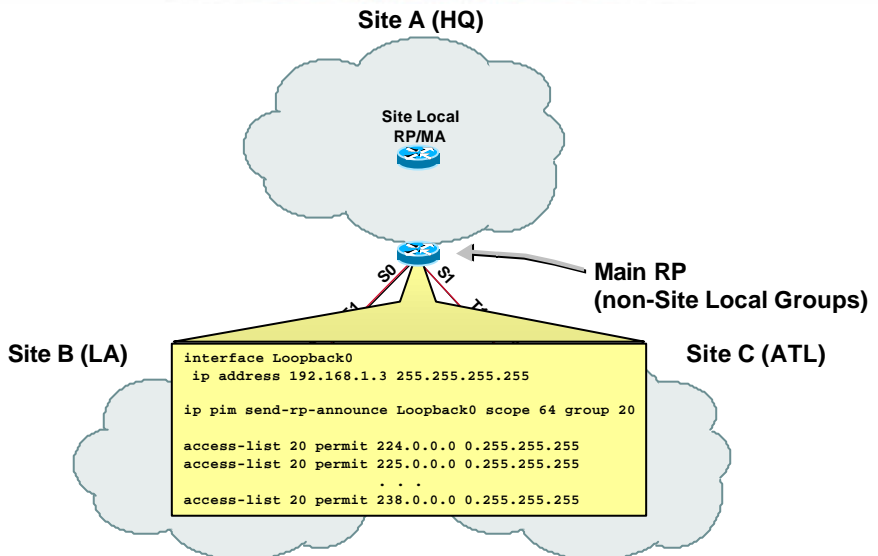 Site A (HQ)
Site Local
RP/MA
S0
S1
Main RP
(non-Site Local Groups)
Site B (LA)
Site C (ATL)
interface Loopback0
 ip address 192.168.1.3 255.255.255.255
ip pim send-rp-announce Loopback0 scope 64 group 20
access-list 20 permit 224.0.0.0 0.255.255.255
access-list 20 permit 225.0.0.0 0.255.255.255
. . .
access-list 20 permit 238.0.0.0 0.255.255.255